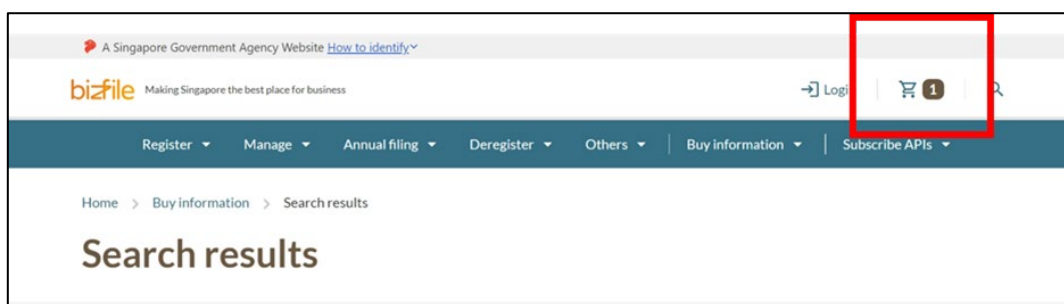 A Singapore Government Agency Website How to identify
bizfile Making Singapore the best place for business Login 1
Register Manage Annual filing Deregister Others Buy information Subscribe APIs
Home > Buy information > Search results
Search results